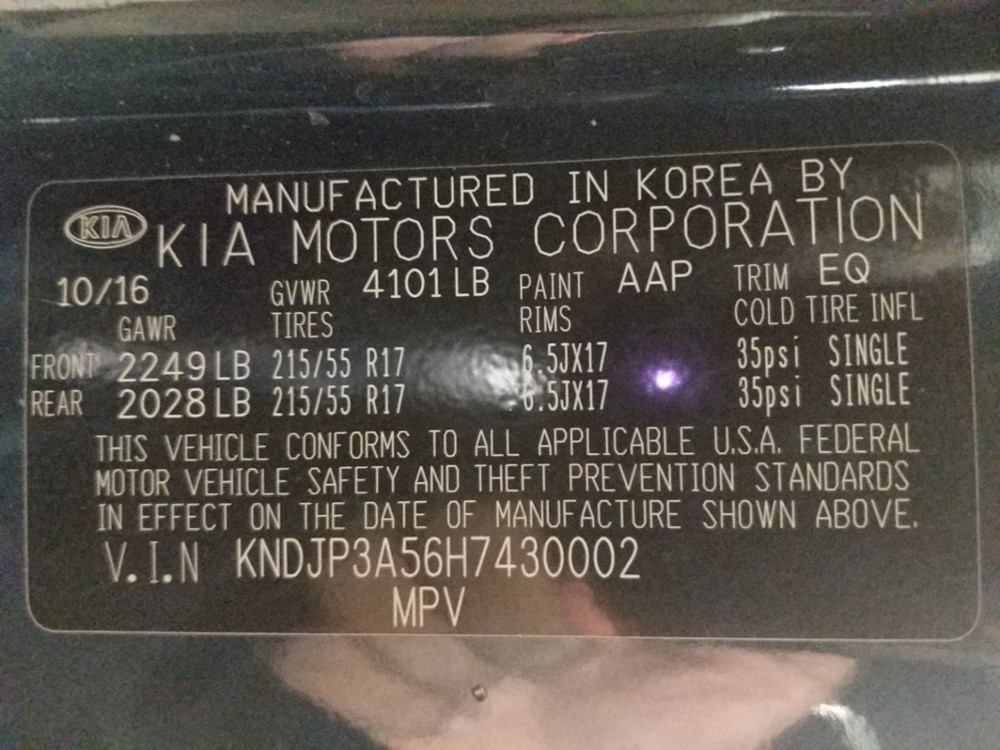 MANUFACTURED IN KOREA BY
KIA KIA MOTORS CORPORATION
10/16 GVWR 4101 LB PAINT AAP TRIM EQ
GAWR TIRES RIMS COLD TIRE INFL
FRONT 2249 LB 215/55 R17 6.5JX17 35psi SINGLE
REAR 2028 LB 215/55 R17 6.5JX17 35psi SINGLE
THIS VEHICLE CONFORMS TO ALL APPLICABLE U.S.A. FEDERAL
MOTOR VEHICLE SAFETY AND THEFT PREVENTION STANDARDS
IN EFFECT ON THE DATE OF MANUFACTURE SHOWN ABOVE.
V.I.N KNDJP3A56H7430002
MPV